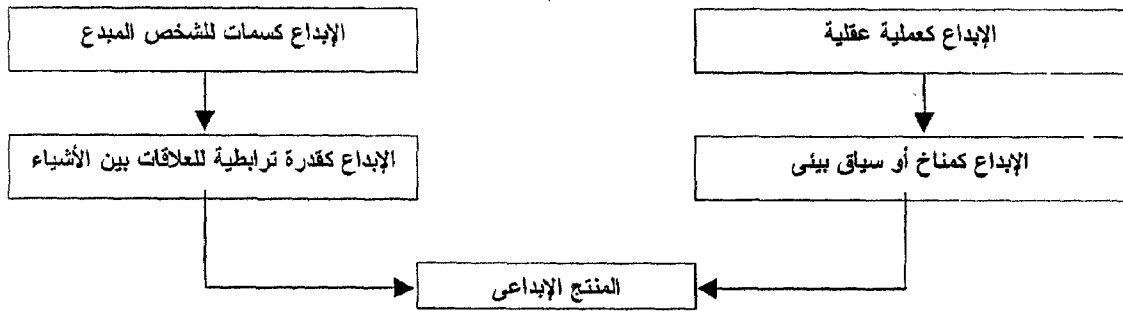 الإبداع كعملية عقلية
الإبداع كسمات للشخص المبدع
الإبداع كمناخ أو سياق بيئى
الإبداع كقدرة ترابطية للعلاقات بين الأشياء
المنتج الإبداعى